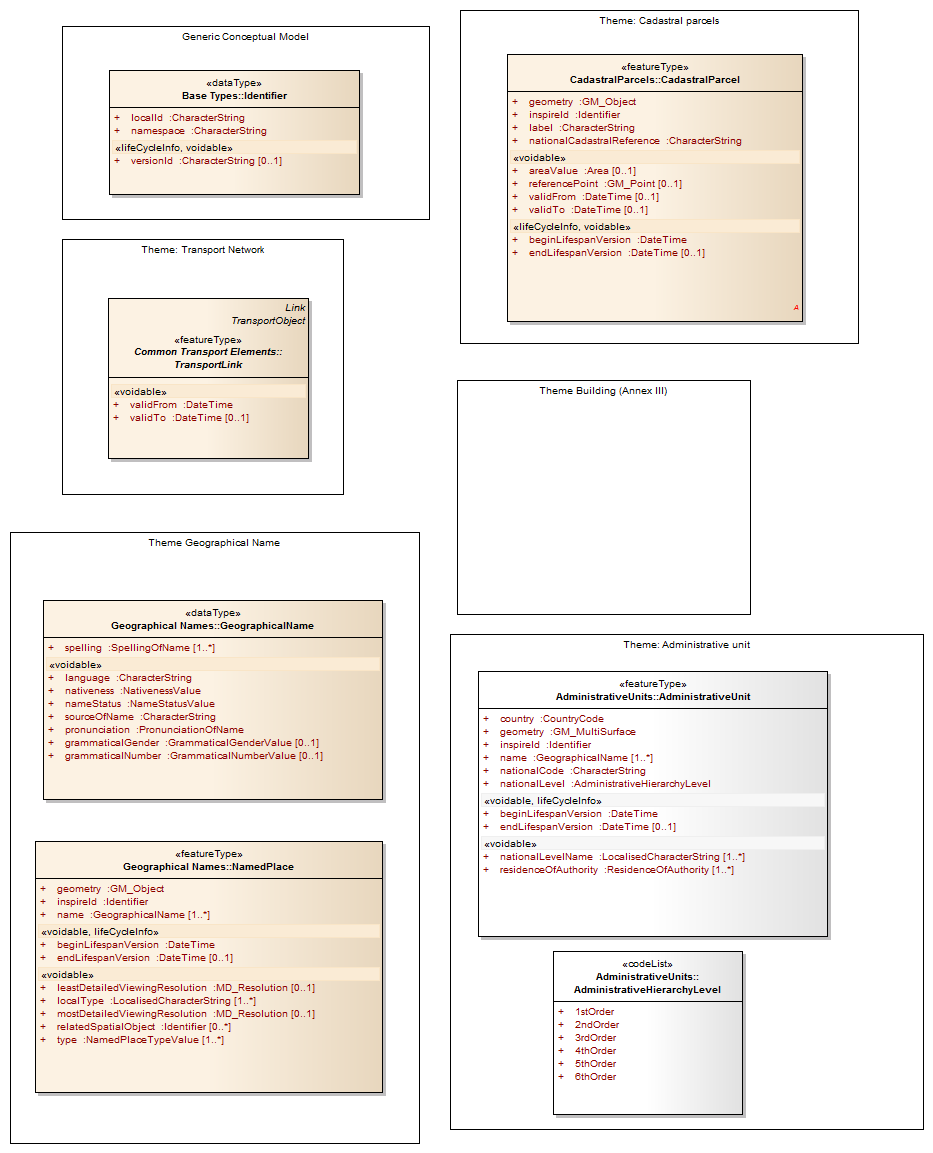 Generic Conceptual Model
«dataType»
Base Types::Identifier
+ localId :CharacterString
+ namespace :CharacterString
«lifeCycleInfo, voidable»
+ versionId :CharacterString [0..1]
Theme: Cadastral parcels
«featureType»
CadastralParcels::CadastralParcel
+ geometry :GM_Object
+ inspireId :Identifier
+ label :CharacterString
+ nationalCadastralReference :CharacterString
«voidable»
+ areaValue :Area [0..1]
+ referencePoint :GM_Point [0..1]
+ validFrom :DateTime [0..1]
+ validTo :DateTime [0..1]
«lifeCycleInfo, voidable»
+ beginLifespanVersion :DateTime
+ endLifespanVersion :DateTime [0..1]
A
Theme: Transport Network
Link
TransportObject
«featureType»
Common Transport Elements::
TransportLink
«voidable»
+ validFrom :DateTime
+ validTo :DateTime [0..1]
Theme Building (Annex III)
Theme Geographical Name
«dataType»
Geographical Names::GeographicalName
+ spelling :SpellingOfName [1..*]
«voidable»
+ language :CharacterString
+ nativeness :NativenessValue
+ nameStatus :NameStatusValue
+ sourceOfName :CharacterString
+ pronunciation :PronunciationOfName
+ grammaticalGender :GrammaticalGenderValue [0..1]
+ grammaticalNumber :GrammaticalNumberValue [0..1]
«featureType»
Geographical Names::NamedPlace
+ geometry :GM_Object
+ inspireId :Identifier
+ name :GeographicalName [1..*]
«voidable, lifeCycleInfo»
+ beginLifespanVersion :DateTime
+ endLifespanVersion :DateTime [0..1]
«voidable»
+ leastDetailedViewingResolution :MD_Resolution [0..1]
+ localType :LocalisedCharacterString [1..*]
+ mostDetailedViewingResolution :MD_Resolution [0..1]
+ relatedSpatialObject :Identifier [0..*]
+ type :NamedPlaceTypeValue [1..*]
Theme: Administrative unit
«featureType»
AdministrativeUnits::AdministrativeUnit
+ country :CountryCode
+ geometry :GM_MultiSurface
+ inspireId :Identifier
+ name :GeographicalName [1..*]
+ nationalCode :CharacterString
+ nationalLevel :AdministrativeHierarchyLevel
«voidable, lifeCycleInfo»
+ beginLifespanVersion :DateTime
+ endLifespanVersion :DateTime [0..1]
«voidable»
+ nationalLevelName :LocalisedCharacterString [1..*]
+ residenceOfAuthority :ResidenceOfAuthority [1..*]
«codeList»
AdministrativeUnits::
AdministrativeHierarchyLevel
+ 1stOrder
+ 2ndOrder
+ 3rdOrder
+ 4thOrder
+ 5thOrder
+ 6thOrder